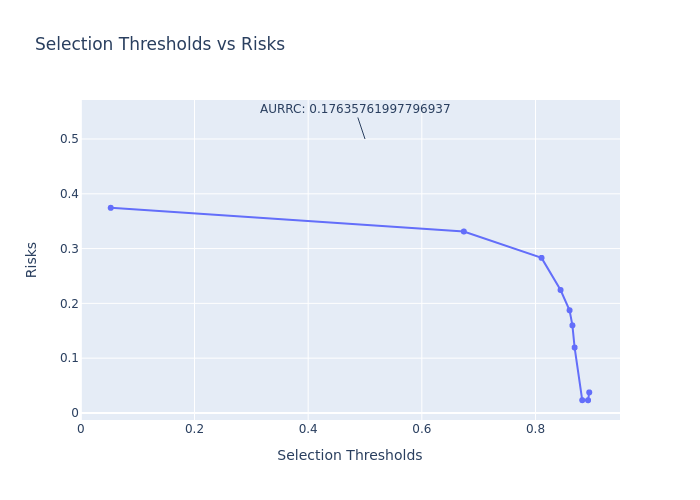 Selection Thresholds vs Risks
AURRC: 0.17635761997796937
0.5
0.4
0.3
0.2
0.1
0
Risks
0 0.2 0.4 0.6 0.8
Selection Thresholds